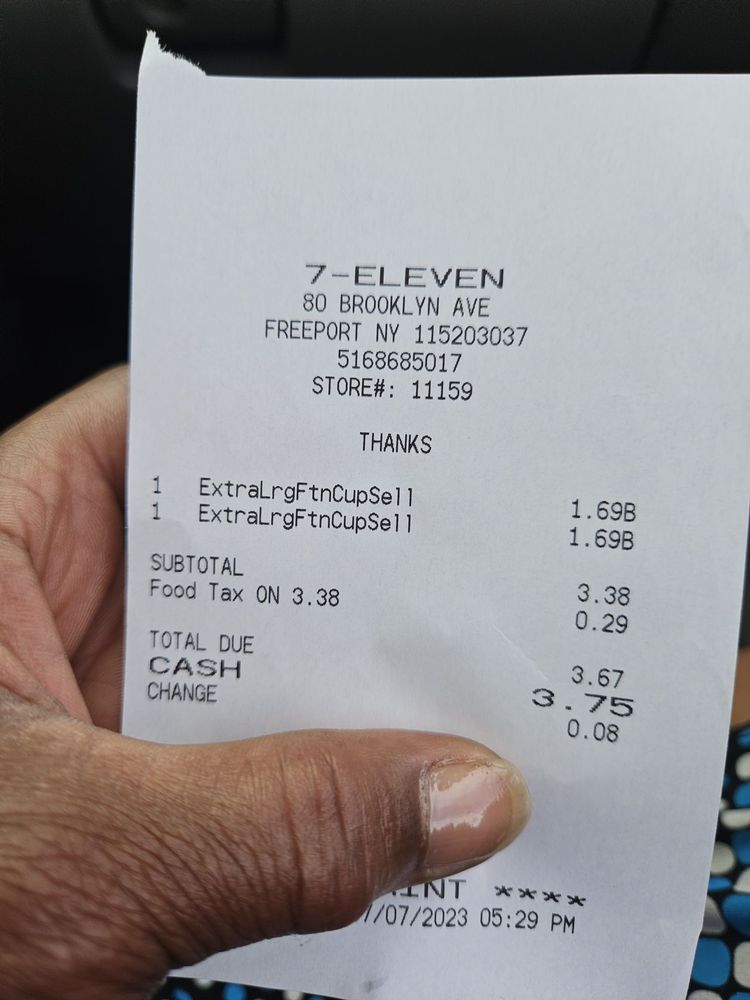 7-ELEVEN
80 BROOKLYN AVE
FREEPORT NY 115203037
5168685017
STORE#: 11159
THANKS
1 ExtraLrgFtnCupSell 1.69B
1 ExtraLrgFtnCupSell 1.69B
SUBTOTAL 3.38
Food Tax ON 3.38 0.29
TOTAL DUE 3.67
CASH 3.75
CHANGE 0.08
****
/07/2023 05:29 PM